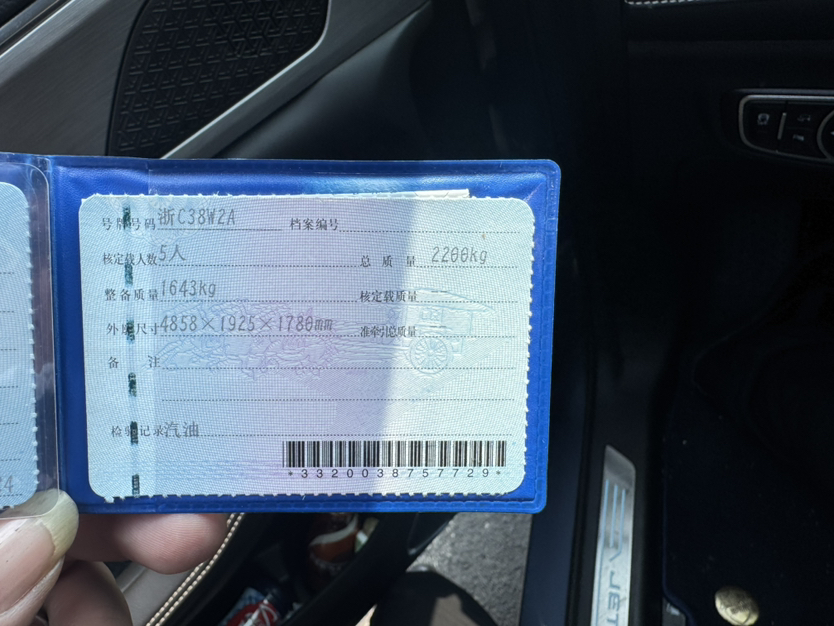 号牌号码 浙C38W2A 档案编号
核定载人数 5人 总质量 2200kg
整备质量 1643kg 核定载质量
外廓尺寸 4858×1925×1780mm 准牵引总质量
备注
检验记录 汽油
*3320038757729*